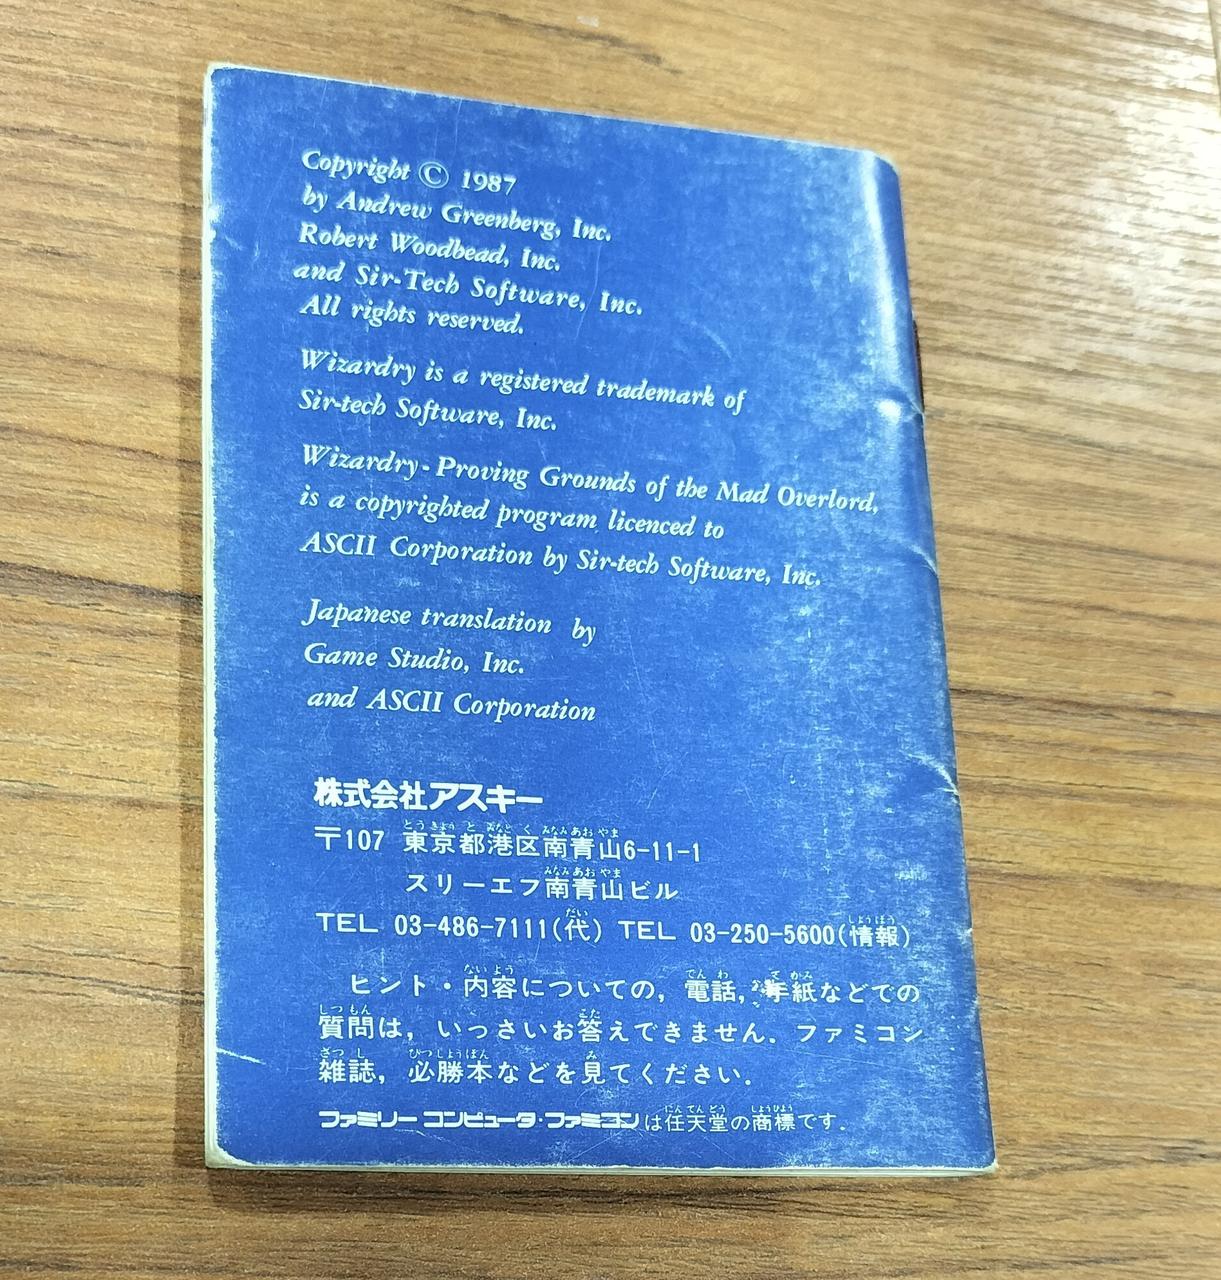 Copyright © 1987
by Andrew Greenberg, Inc.
Robert Woodhead, Inc.
and Sir-Tech Software, Inc.
All rights reserved.
Wizardry is a registered trademark of
Sir-tech Software, Inc.
Wizardry-Proving Grounds of the Mad Overlord,
is a copyrighted program licenced to
ASCII Corporation by Sir-tech Software, Inc.
Japanese translation by
Game Studio, Inc.
and ASCII Corporation
株式会社アスキー
〒107 東京都港区南青山6-11-1
スリーエフ南青山ビル
TEL 03-486-7111(代) TEL 03-250-5600(情報)
ヒント・内容についての，電話，お手紙などでの
質問は，いっさいお答えできません．ファミコン
雑誌，必勝本などを見てください．
ファミリーコンピュータ・ファミコンは任天堂の商標です．